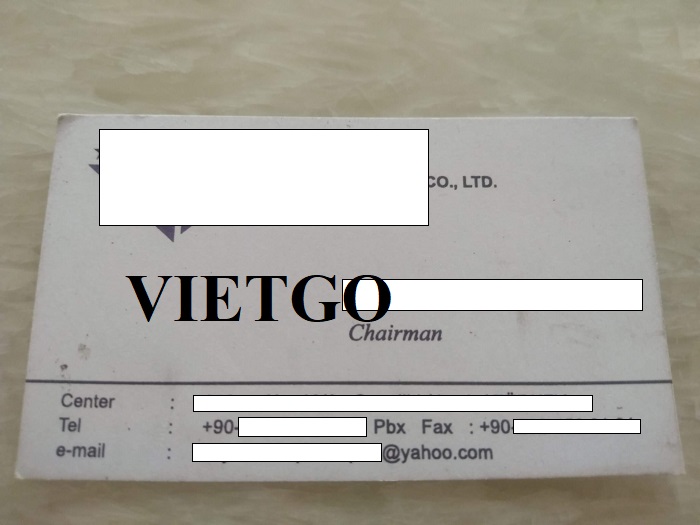 CO., LTD.
VIETGO
Chairman
Center :
Tel : +90- Pbx Fax : +90-
e-mail : @yahoo.com